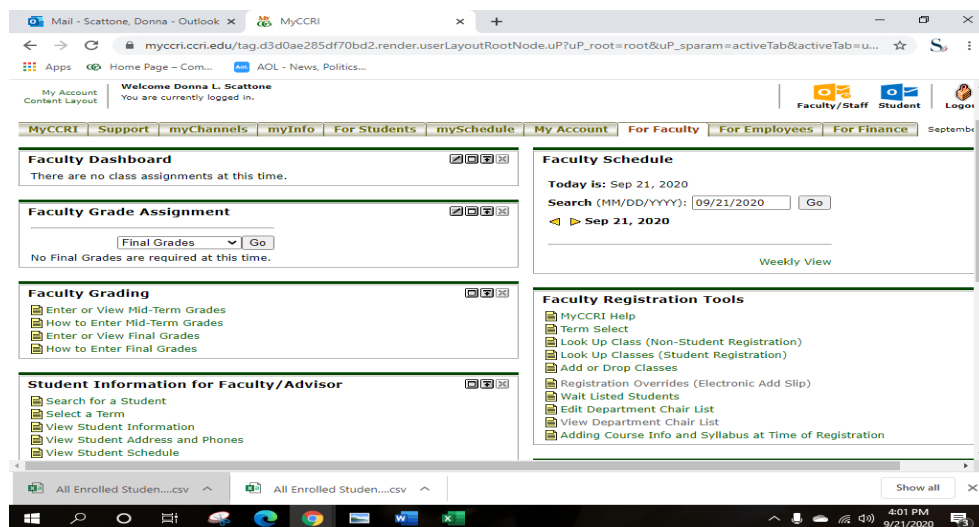 Mail - Scattone, Donna - Outlook
MyCCRI
myccri.ccri.edu/tag.d3d0ae285df70bd2.render.userLayoutRootNode.uP?uP_root=root&uP_sparam=activeTab&activeTab=u...
Apps Home Page – Com... AOL - News, Politics...
My Account
Content Layout
Welcome Donna L. Scattone
You are currently logged in.
Faculty/Staff Student Logou
MyCCRI Support myChannels myInfo For Students mySchedule My Account For Faculty For Employees For Finance Septembe
Faculty Dashboard
There are no class assignments at this time.
Faculty Grade Assignment
Final Grades Go
No Final Grades are required at this time.
Faculty Grading
Enter or View Mid-Term Grades
How to Enter Mid-Term Grades
Enter or View Final Grades
How to Enter Final Grades
Student Information for Faculty/Advisor
Search for a Student
Select a Term
View Student Information
View Student Address and Phones
View Student Schedule
Faculty Schedule
Today is: Sep 21, 2020
Search (MM/DD/YYYY): 09/21/2020 Go
Sep 21, 2020
Weekly View
Faculty Registration Tools
MyCCRI Help
Term Select
Look Up Class (Non-Student Registration)
Look Up Classes (Student Registration)
Add or Drop Classes
Registration Overrides (Electronic Add Slip)
Wait Listed Students
Edit Department Chair List
View Department Chair List
Adding Course Info and Syllabus at Time of Registration
All Enrolled Studen....csv All Enrolled Studen....csv Show all
4:01 PM
9/21/2020